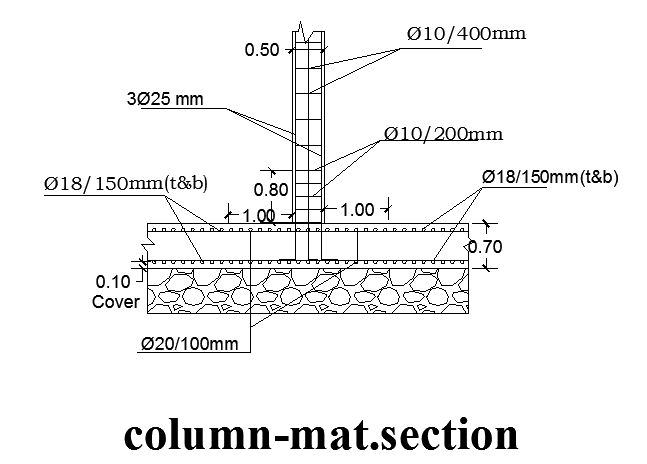 Ø10/400mm
0.50
3Ø25 mm
Ø10/200mm
Ø18/150mm(t&b)
Ø18/150mm(t&b)
0.80
1.00
1.00
0.70
0.10
Cover
Ø20/100mm
column-mat.section